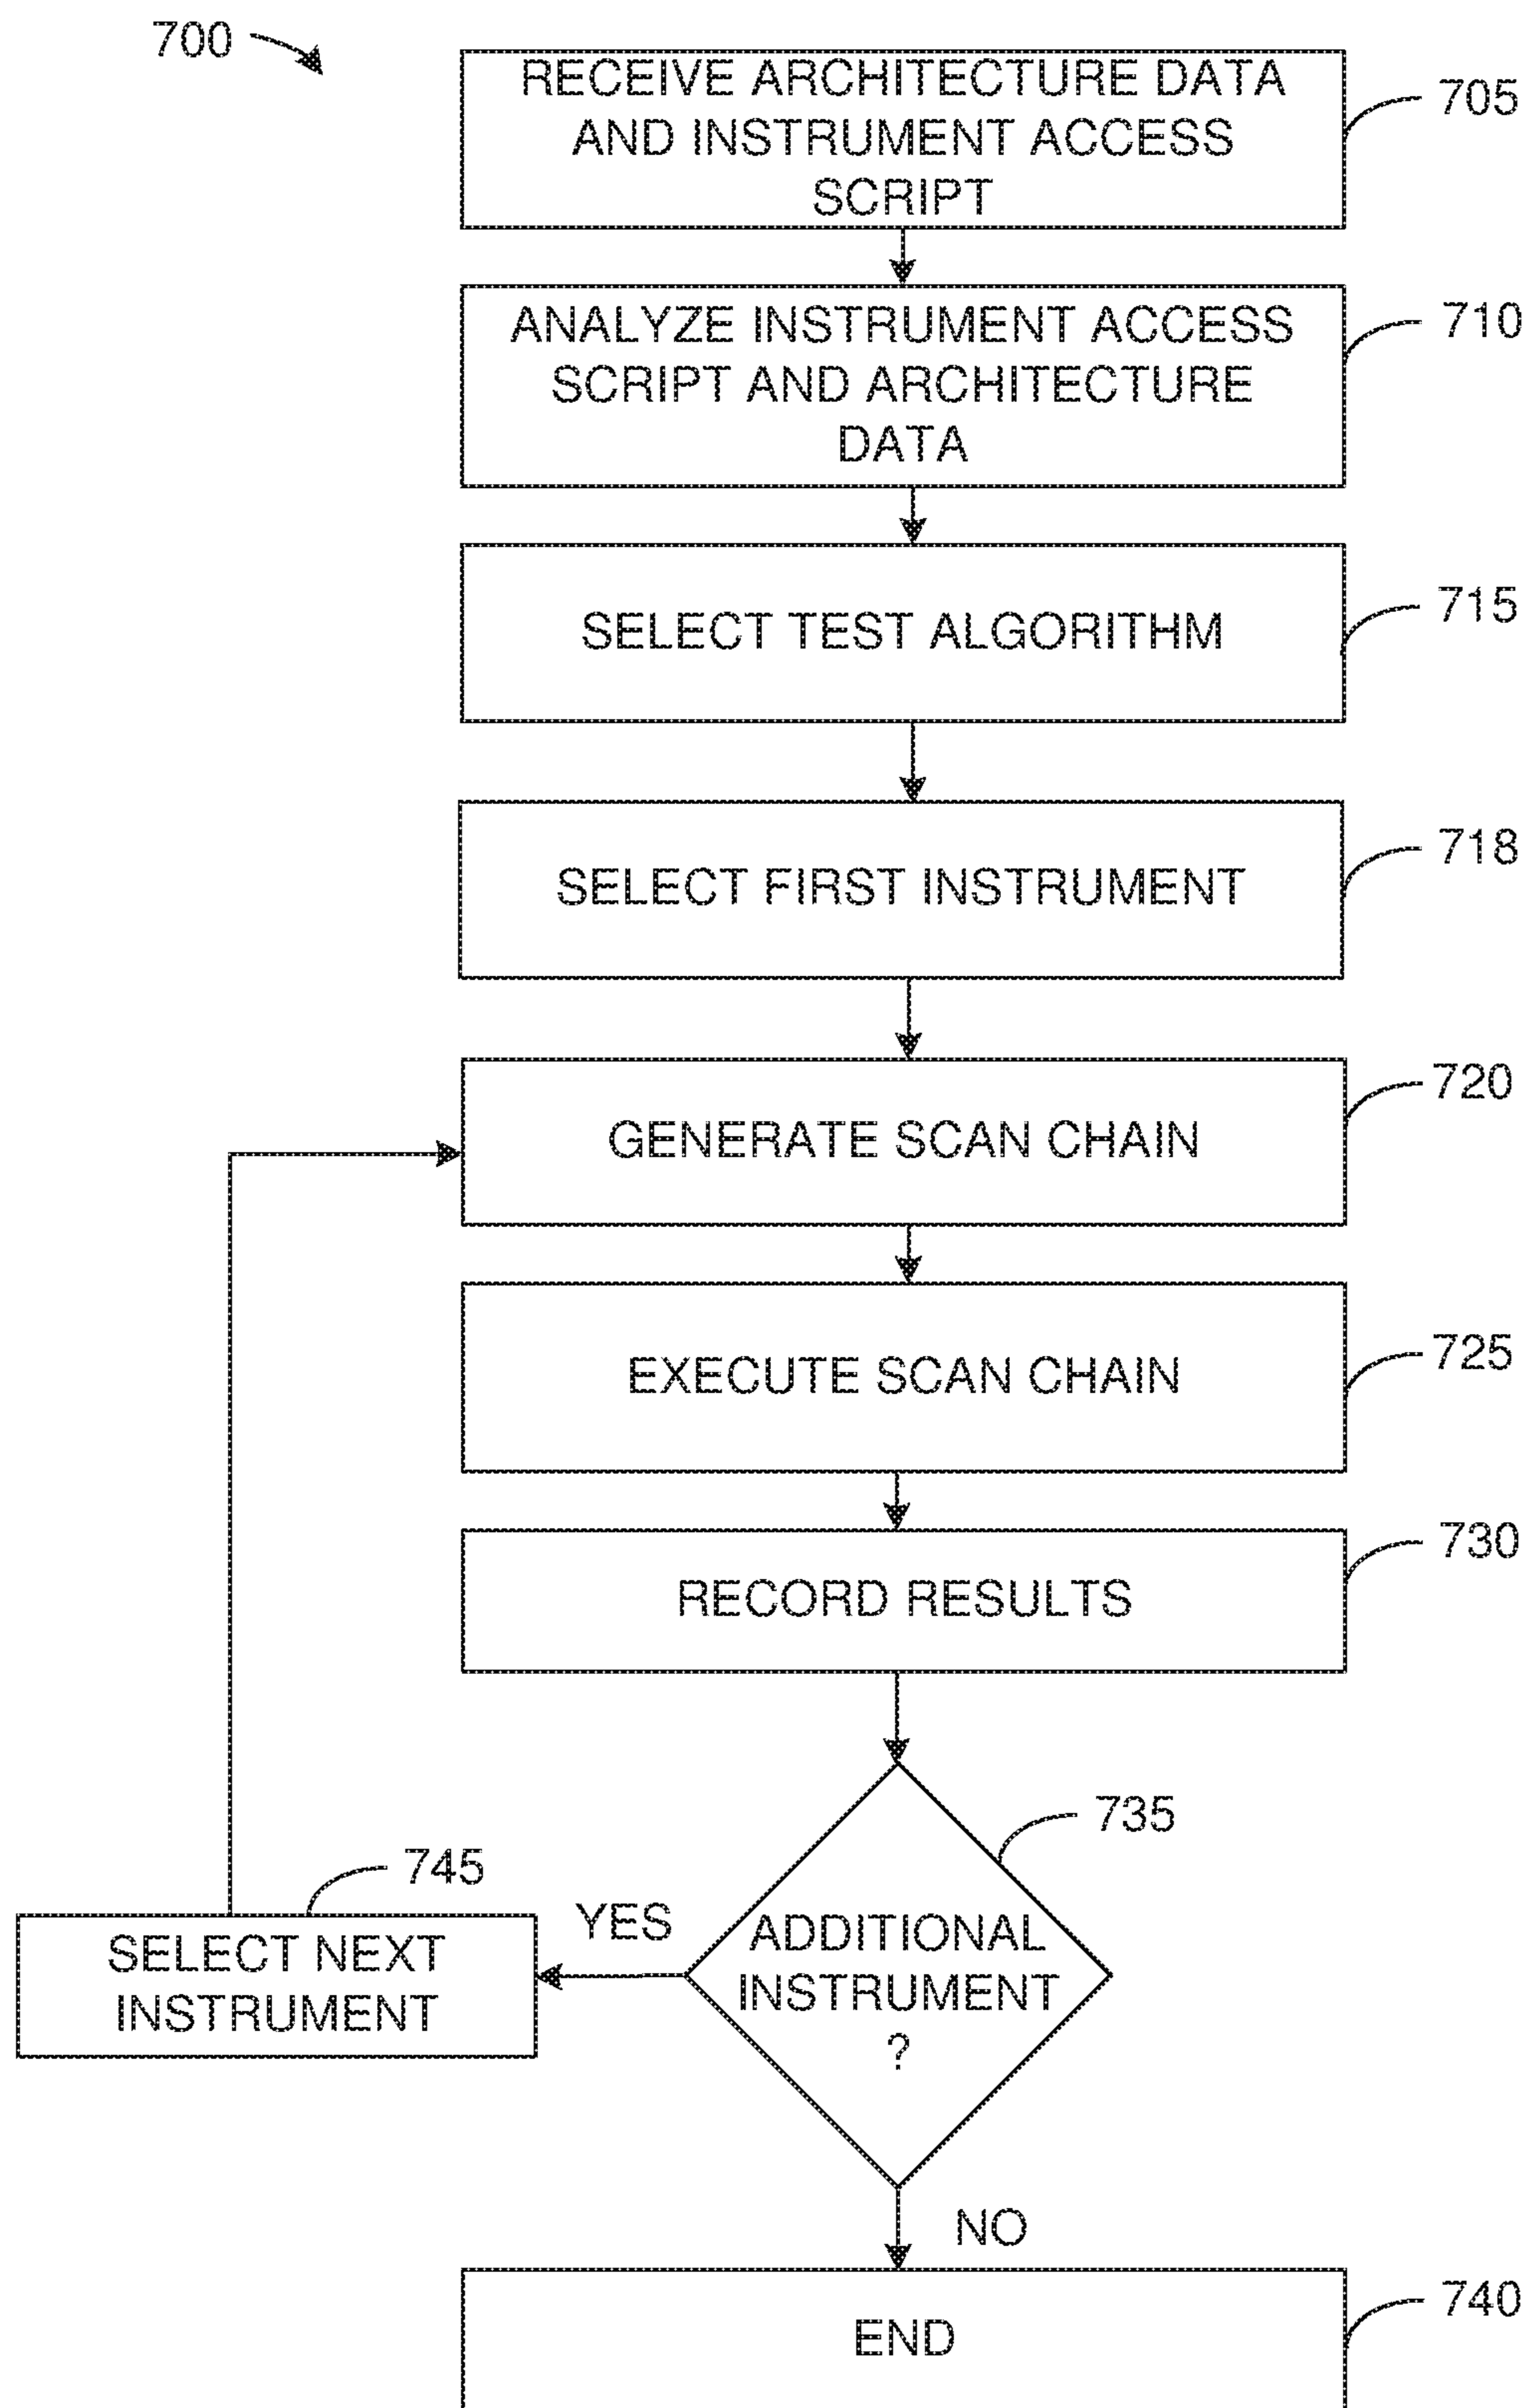 700
RECEIVE ARCHITECTURE DATA
AND INSTRUMENT ACCESS
SCRIPT
705
ANALYZE INSTRUMENT ACCESS
SCRIPT AND ARCHITECTURE
DATA
710
SELECT TEST ALGORITHM
715
SELECT FIRST INSTRUMENT
718
GENERATE SCAN CHAIN
720
EXECUTE SCAN CHAIN
725
RECORD RESULTS
730
ADDITIONAL
INSTRUMENT
?
735
YES
SELECT NEXT
INSTRUMENT
745
NO
END
740